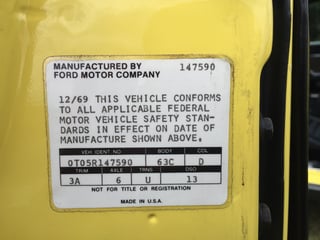 MANUFACTURED BY 147590
FORD MOTOR COMPANY
12/69 THIS VEHICLE CONFORMS
TO ALL APPLICABLE FEDERAL
MOTOR VEHICLE SAFETY STAN-
DARDS IN EFFECT ON DATE OF
MANUFACTURE SHOWN ABOVE.
VEH. IDENT. NO. BODY COL
0T05R147590 63C D
TRIM AXLE TRNS DSO
3A 6 U 13
NOT FOR TITLE OR REGISTRATION
MADE IN U.S.A.